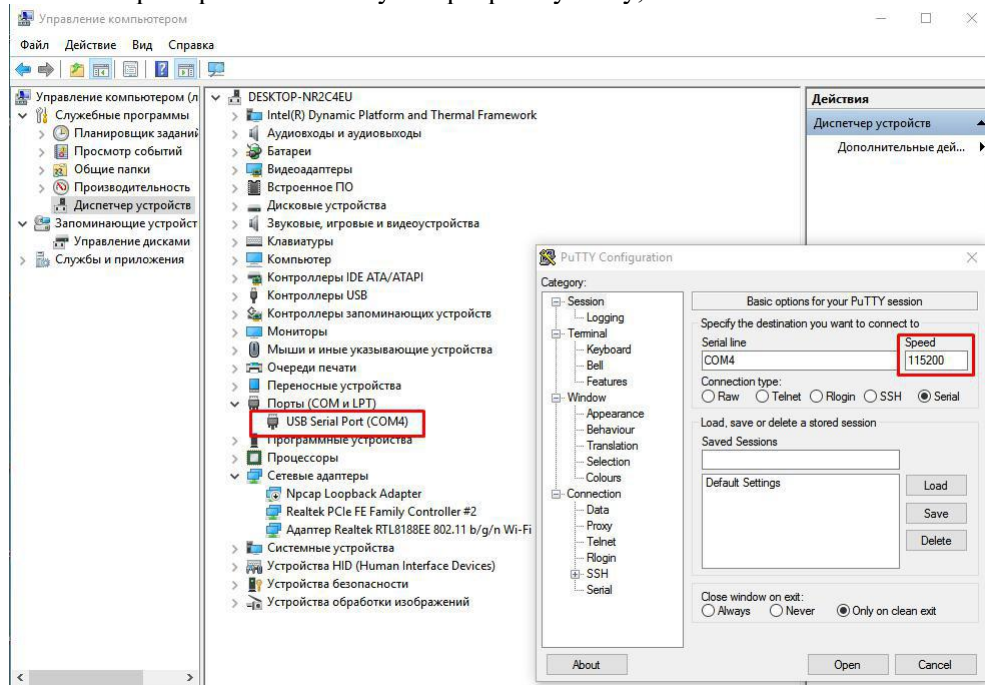 Управление компьютером
Файл Действие Вид Справка
Управление компьютером (л
Служебные программы
Планировщик заданий
Просмотр событий
Общие папки
Производительность
Диспетчер устройств
Запоминающие устройст
Управление дисками
Службы и приложения
DESKTOP-NR2C4EU
Intel(R) Dynamic Platform and Thermal Framework
Аудиовходы и аудиовыходы
Батареи
Видеоадаптеры
Встроенное ПО
Дисковые устройства
Звуковые, игровые и видеоустройства
Клавиатуры
Компьютер
Контроллеры IDE ATA/ATAPI
Контроллеры USB
Контроллеры запоминающих устройств
Мониторы
Мыши и иные указывающие устройства
Очереди печати
Переносные устройства
Порты (COM и LPT)
USB Serial Port (COM4)
Программные устройства
Процессоры
Сетевые адаптеры
Npcap Loopback Adapter
Realtek PCIe FE Family Controller #2
Адаптер Realtek RTL8188EE 802.11 b/g/n Wi-Fi
Системные устройства
Устройства HID (Human Interface Devices)
Устройства безопасности
Устройства обработки изображений
Действия
Диспетчер устройств
Дополнительные дей...
PuTTY Configuration
Category:
Session
Logging
Terminal
Keyboard
Bell
Features
Window
Appearance
Behaviour
Translation
Selection
Colours
Connection
Data
Proxy
Telnet
Rlogin
SSH
Serial
Basic options for your PuTTY session
Specify the destination you want to connect to
Serial line Speed
COM4 115200
Connection type:
Raw Telnet Rlogin SSH Serial
Load, save or delete a stored session
Saved Sessions
Default Settings
Load
Save
Delete
Close window on exit:
Always Never Only on clean exit
About Open Cancel